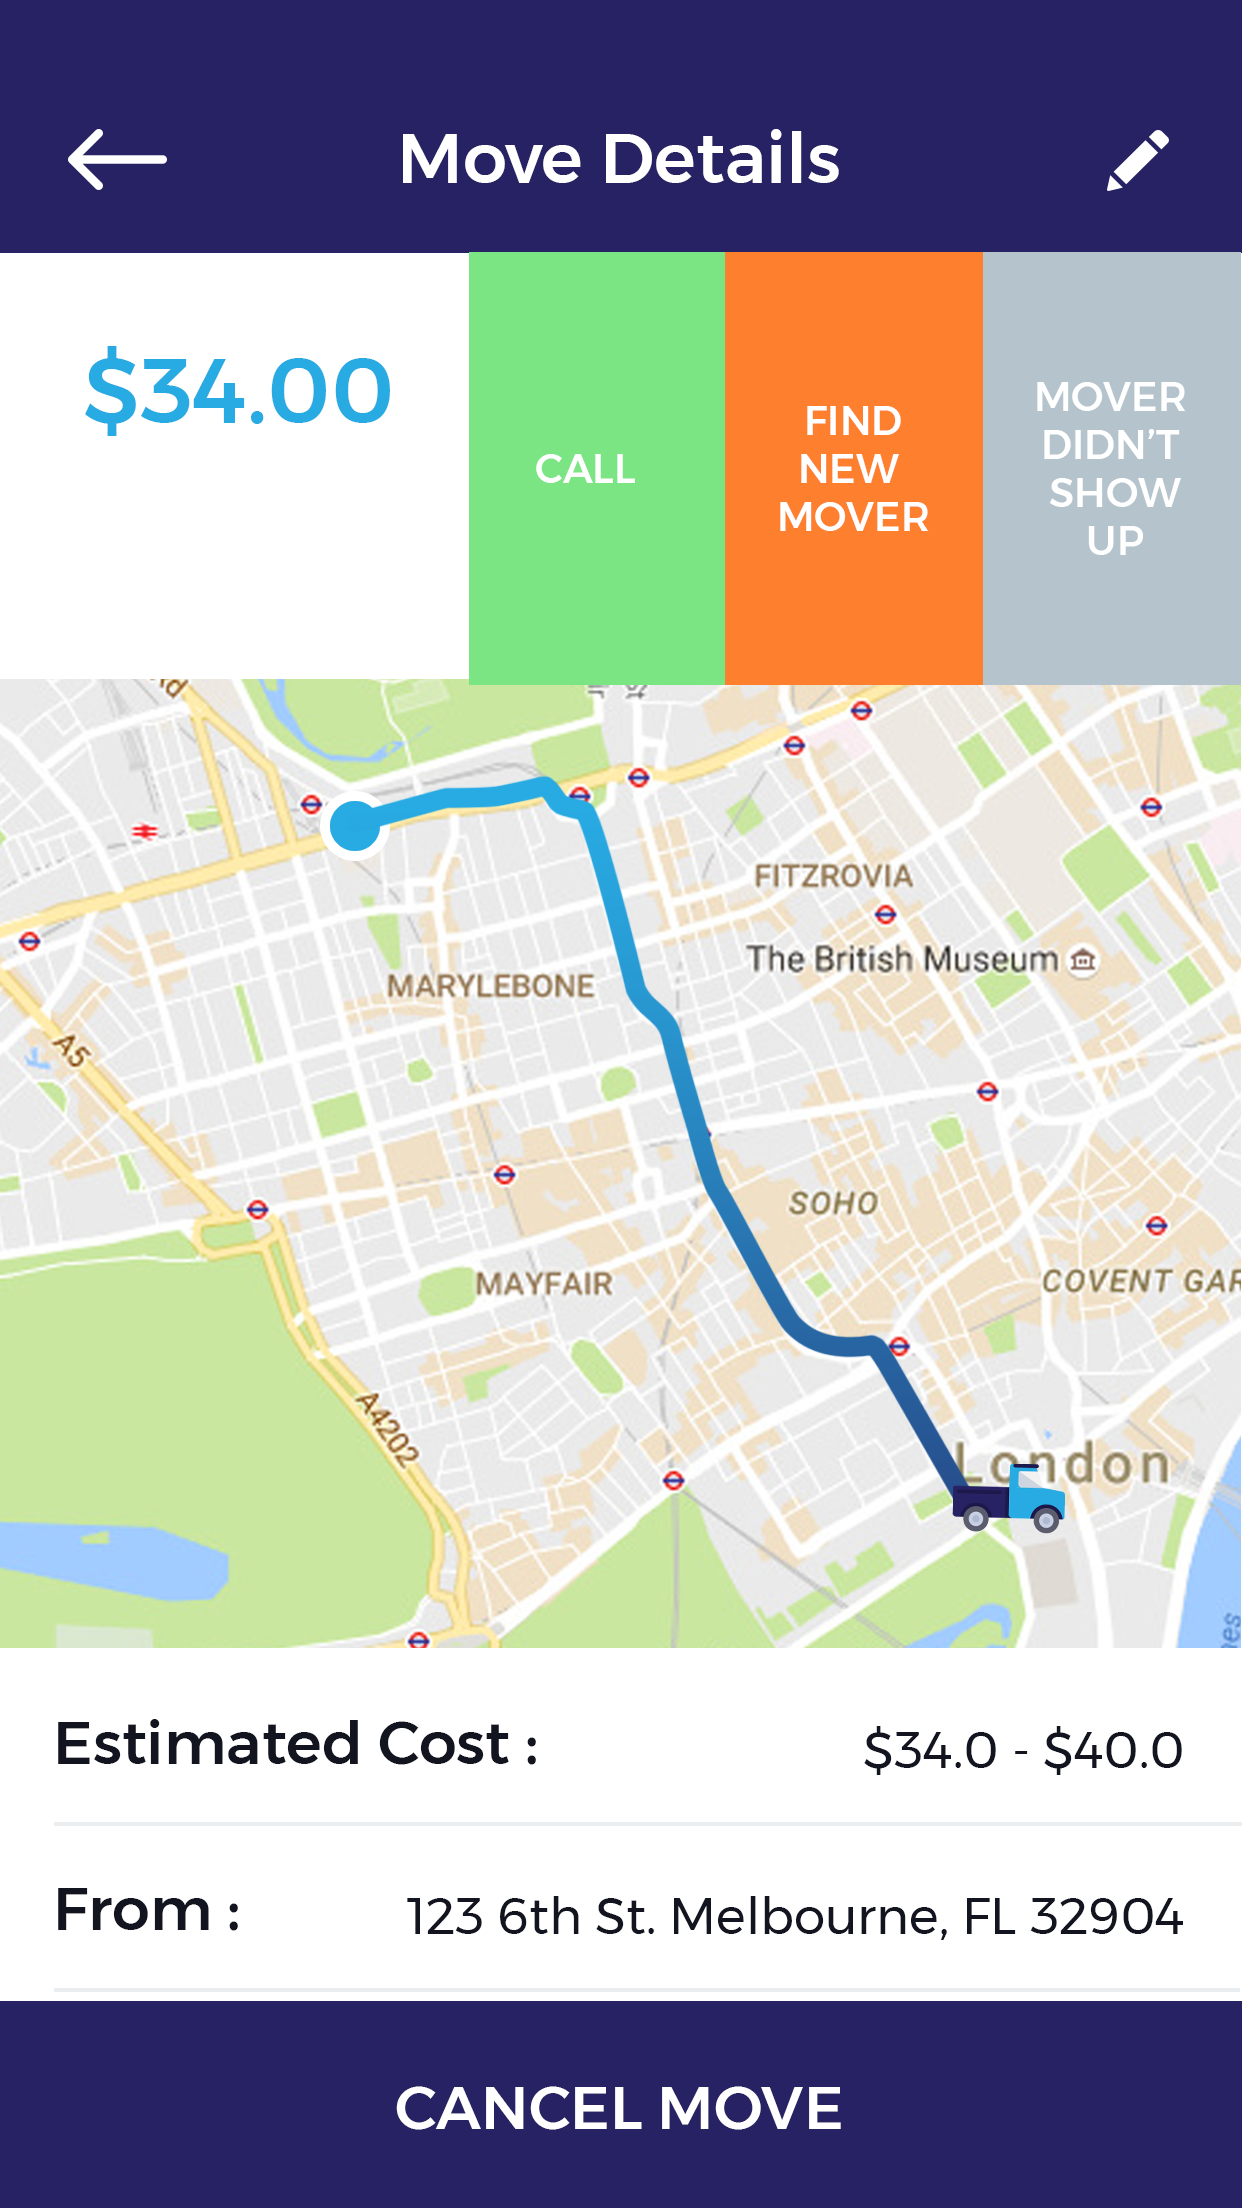 Move Details
$34.00
CALL
FIND
NEW
MOVER
MOVER
DIDN’T
SHOW
UP
FITZROVIA
The British Museum
MARYLEBONE
A5
SOHO
MAYFAIR
COVENT GAR
A4202
London
Estimated Cost :
$34.0 - $40.0
From :
123 6th St. Melbourne, FL 32904
CANCEL MOVE